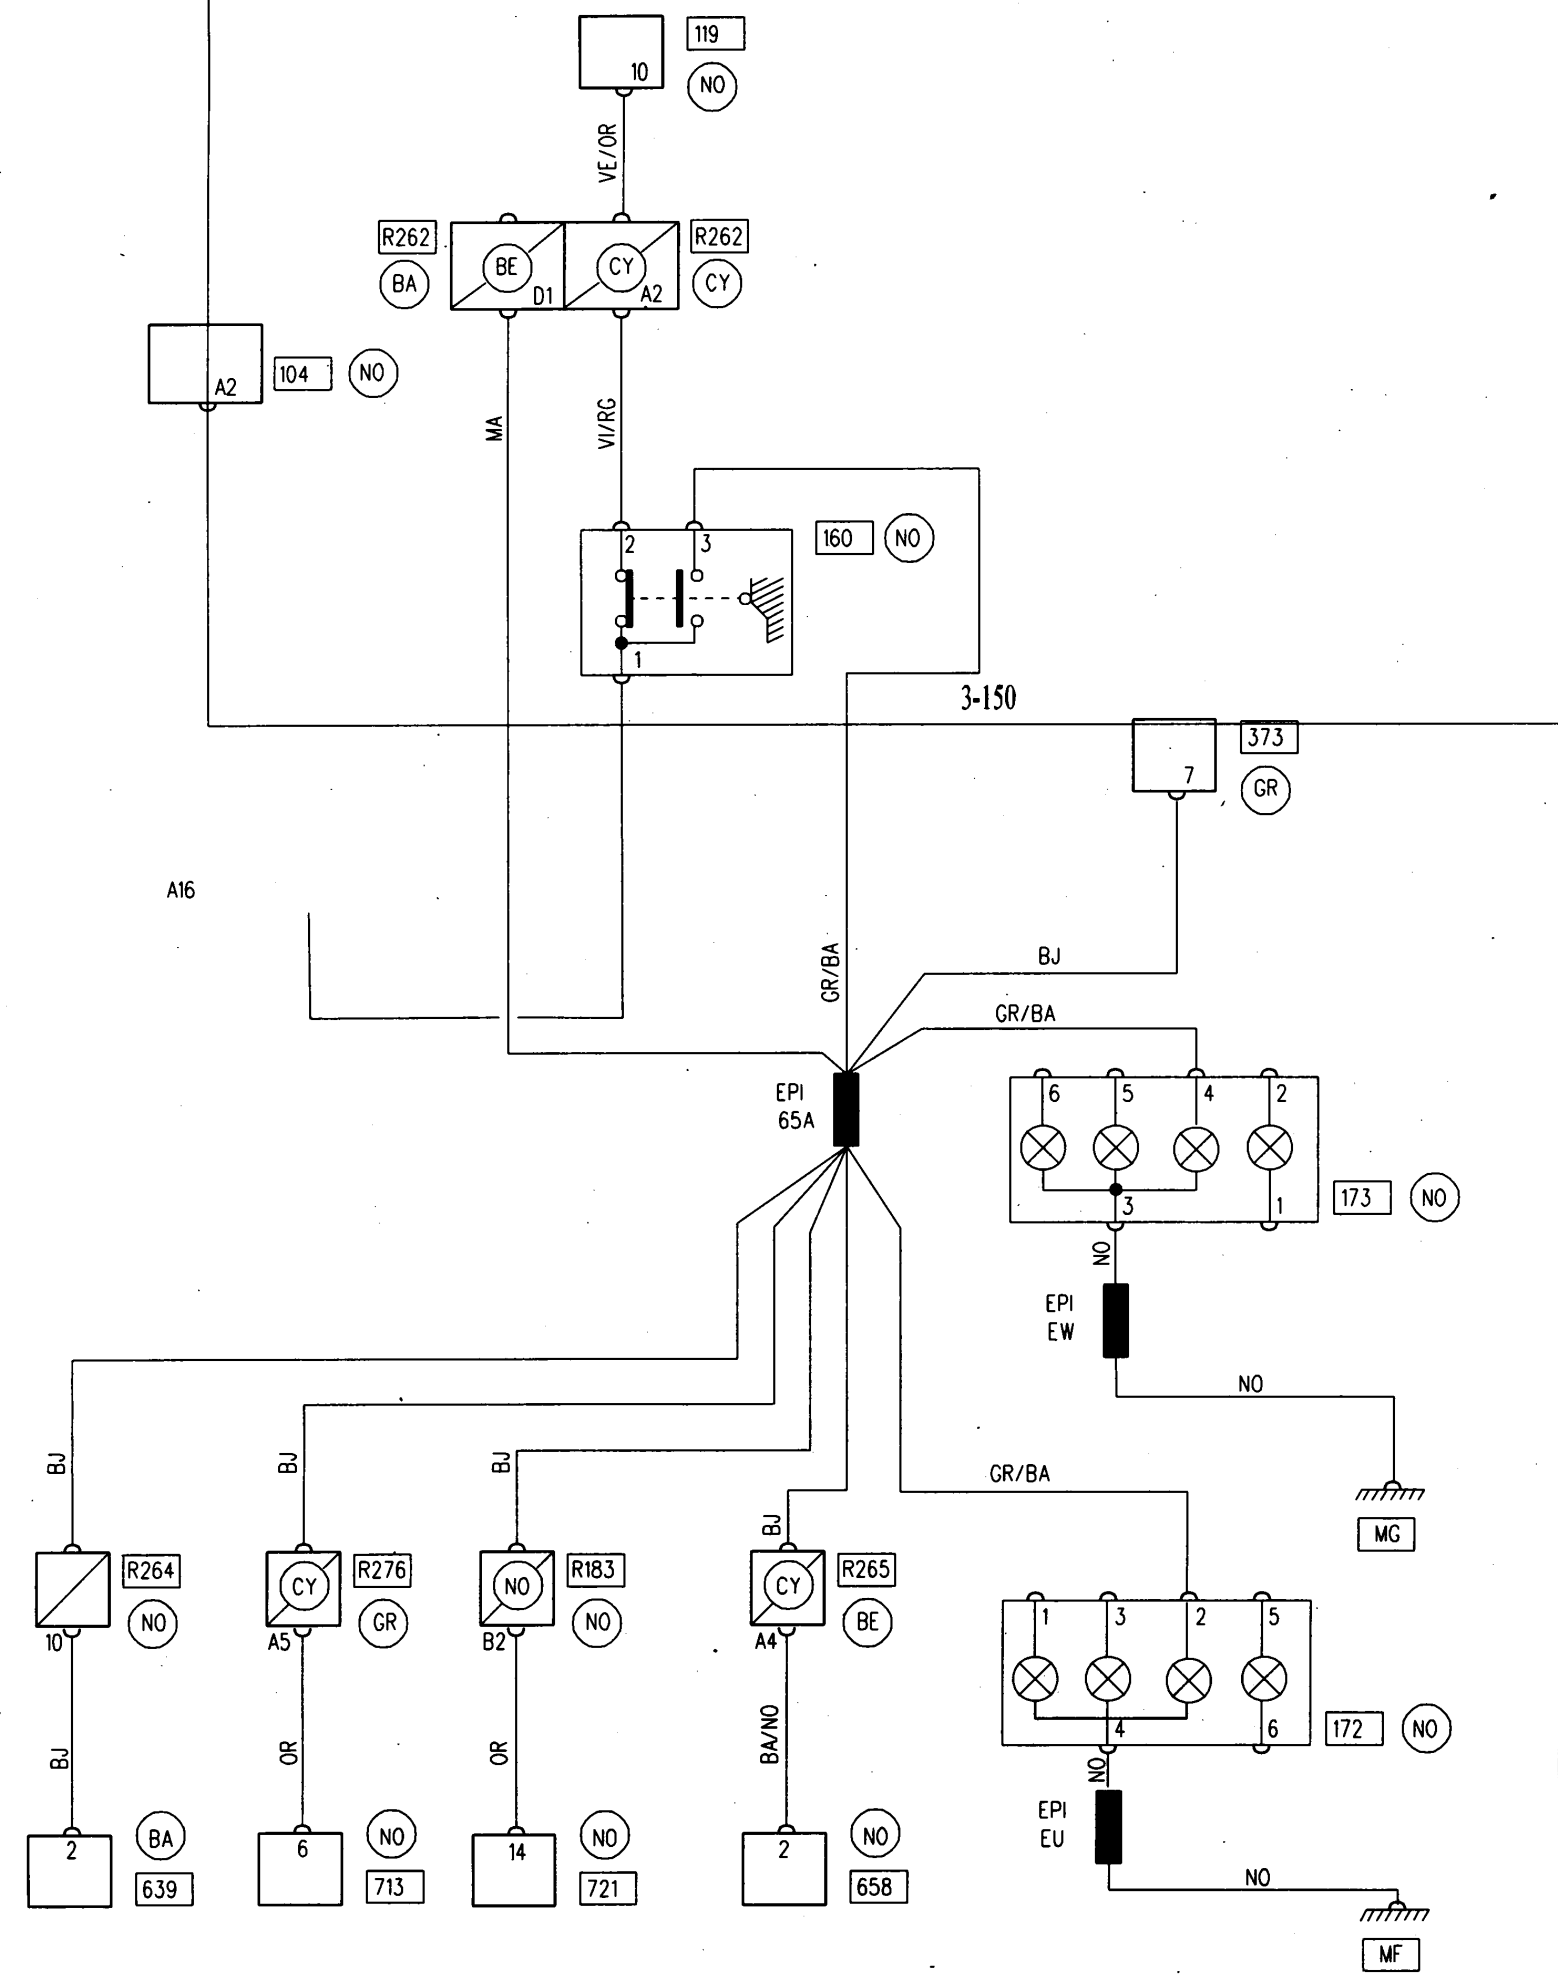 119
10
NO
VE/OR
R262
R262
BE
CY
BA
CY
D1
A2
104
NO
A2
MA
VI/RG
2
3
160
NO
1
3-150
373
7
GR
A16
GR/BA
BJ
GR/BA
EPI
65A
6
5
4
2
173
NO
3
1
NO
EPI
EW
NO
BJ
BJ
BJ
GR/BA
BJ
MG
R264
R276
R183
R265
CY
NO
CY
NO
GR
NO
BE
10
A5
B2
A4
1
3
2
5
4
6
172
NO
BJ
OR
OR
BA/NO
NO
EPI
EU
2
BA
6
NO
14
NO
2
NO
639
713
721
658
NO
MF